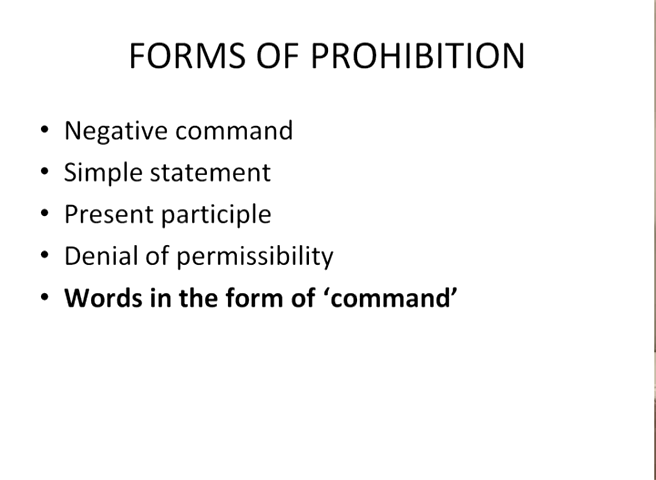 FORMS OF PROHIBITION
• Negative command
• Simple statement
• Present participle
• Denial of permissibility
• Words in the form of ‘command’